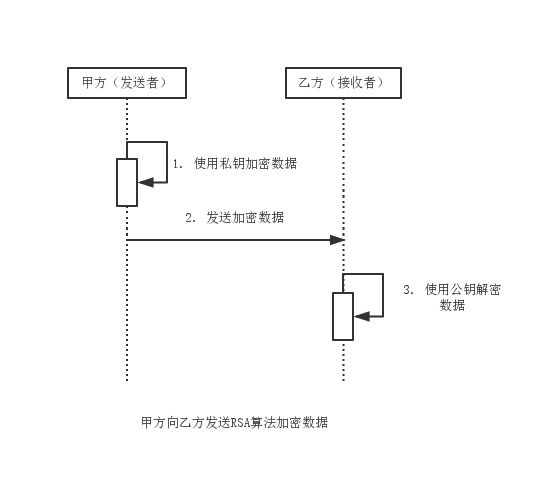 甲方（发送者）
乙方（接收者）
1. 使用私钥加密数据
2. 发送加密数据
3. 使用公钥解密
数据
甲方向乙方发送RSA算法加密数据